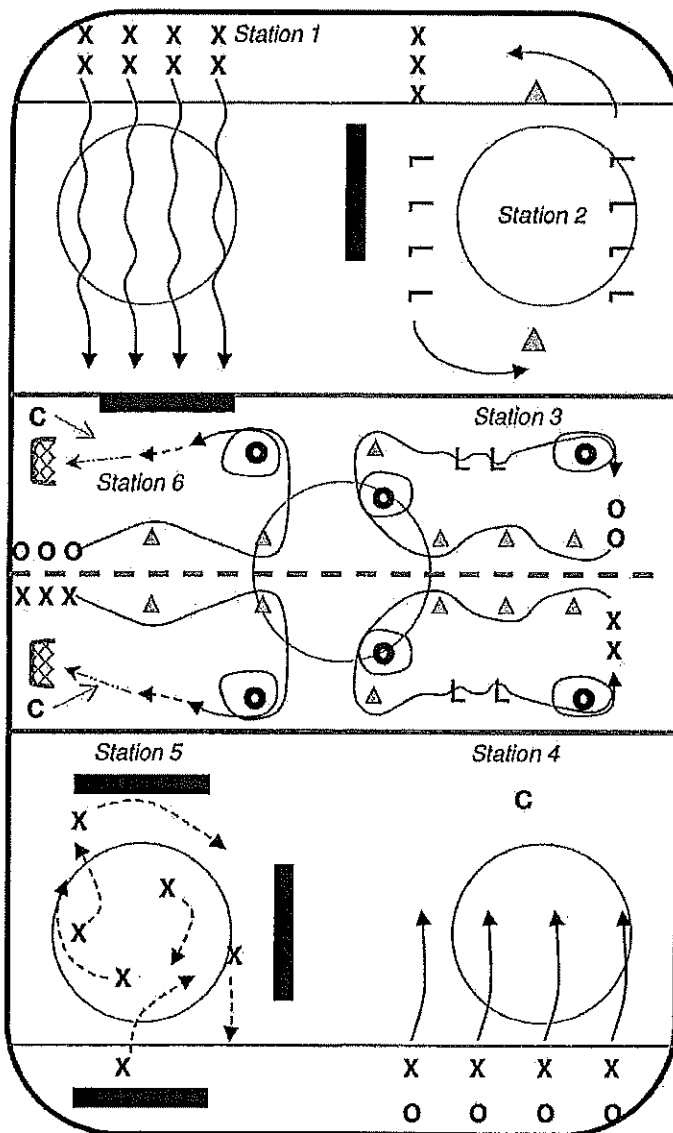 X X X X Station 1 X
X X X X X
X
Station 2
C Station 3
Station 6
O
O O O O
X X X X
X
C L L
L L
Station 5 Station 4
C
X
X
X
X X
X X X X X
O O O O